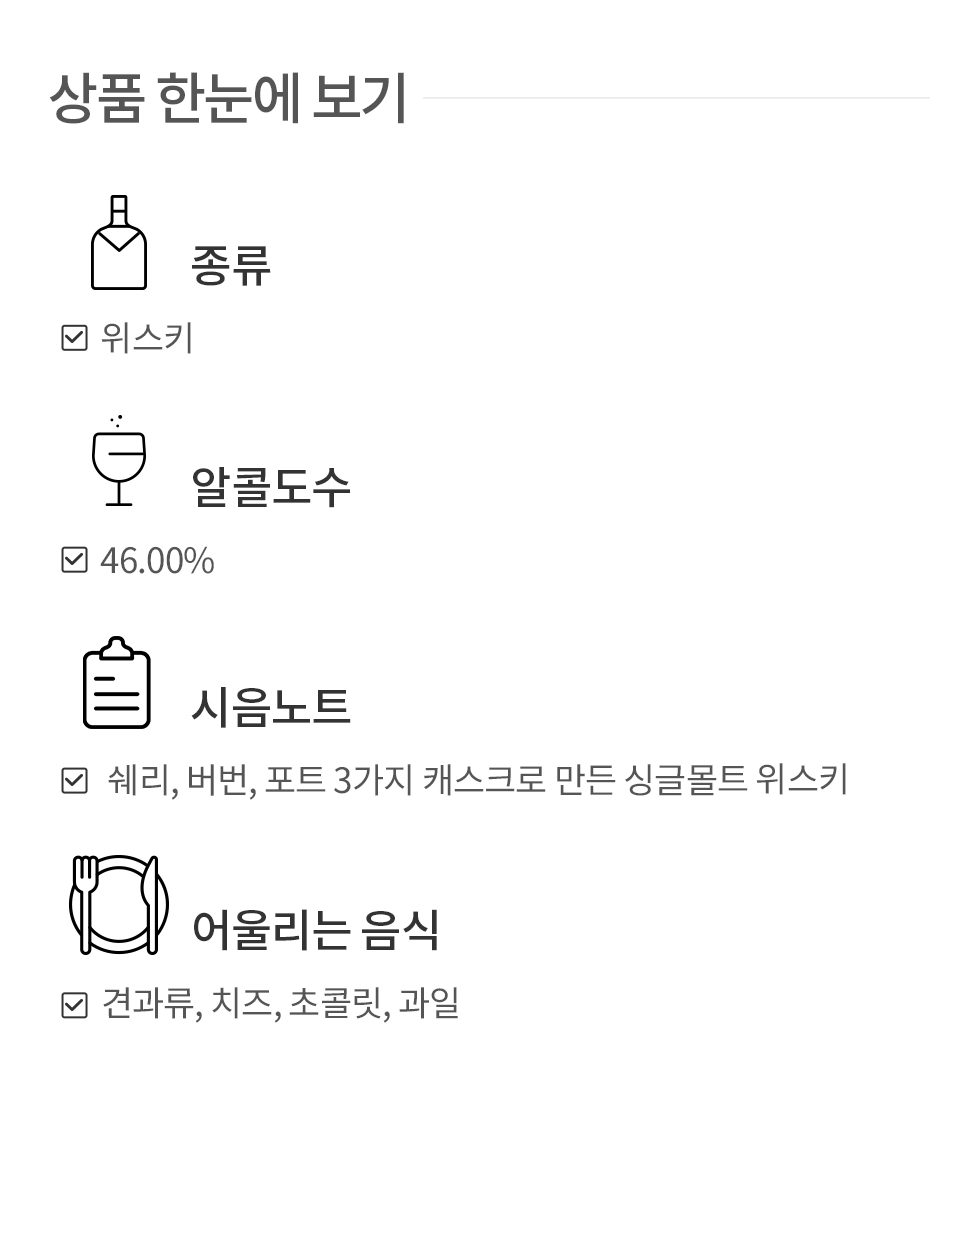 상품 한눈에 보기
종류
위스키
알콜도수
46.00%
시음노트
쉐리, 버번, 포트 3가지 캐스크로 만든 싱글몰트 위스키
어울리는 음식
견과류, 치즈, 초콜릿, 과일